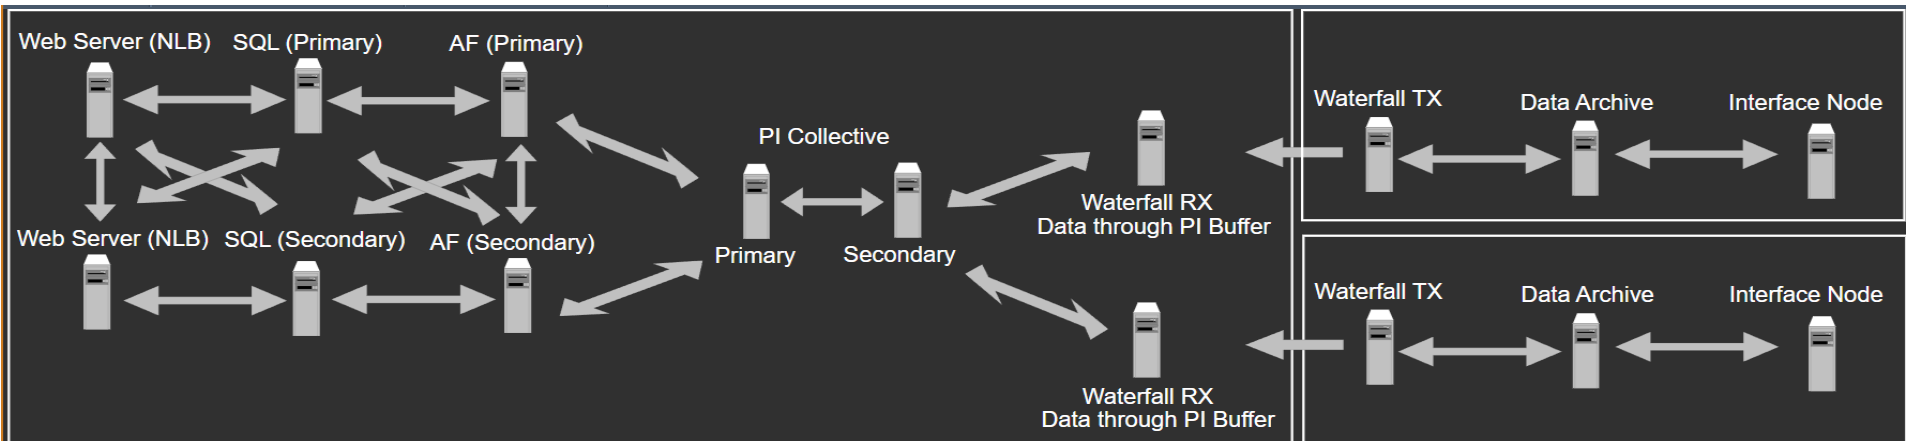 Web Server (NLB)
SQL (Primary)
AF (Primary)
Web Server (NLB)
SQL (Secondary)
AF (Secondary)
PI Collective
Primary
Secondary
Waterfall RX
Data through PI Buffer
Waterfall RX
Data through PI Buffer
Waterfall TX
Data Archive
Interface Node
Waterfall TX
Data Archive
Interface Node